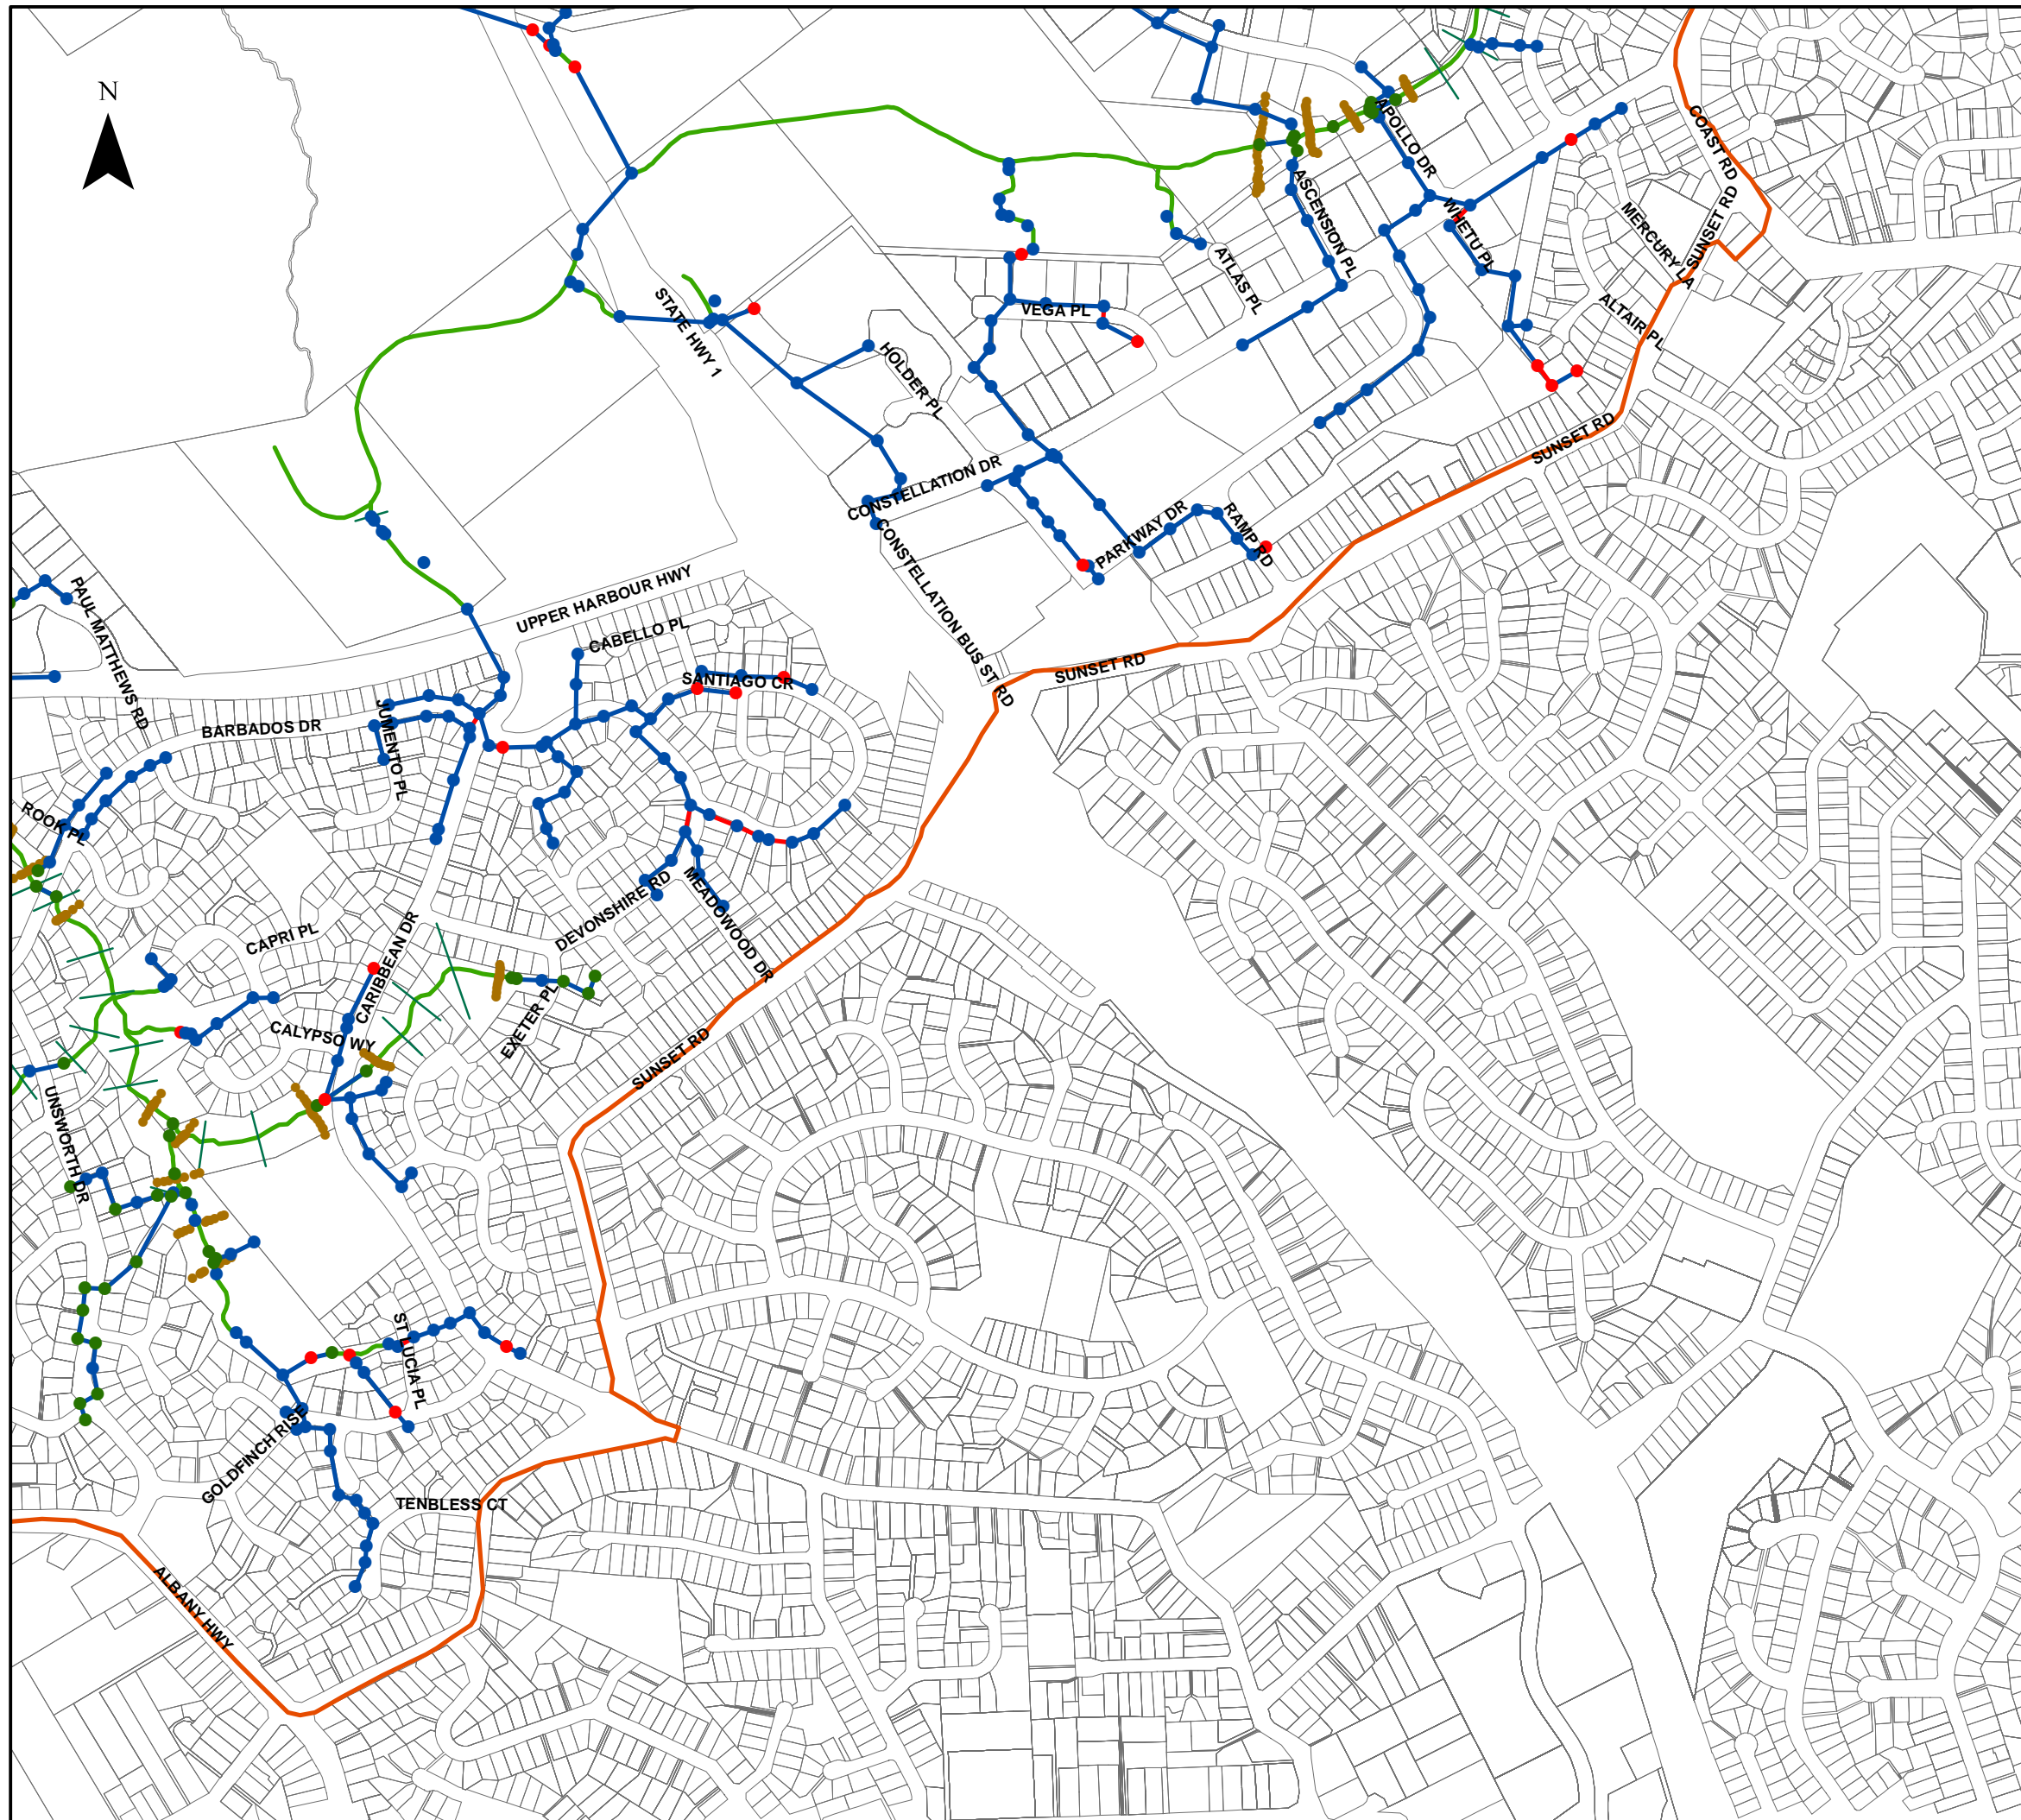 N
COAST RD
APOLLO DR
ASCENSION PL
WHETU PL
MERCURY LA
SUNSET RD
ATLAS PL
ALTAIR PL
STATE HWY 1
VEGA PL
HOLDER PL
SUNSET RD
CONSTELLATION DR
PARKWAY DR
RAMP RD
CONSTELLATION BUS ST RD
PAUL MATTHEWS RD
UPPER HARBOUR HWY
CABELLO PL
SUNSET RD
SANTIAGO CR
BARBADOS DR
JUMENTO PL
ROOK PL
DEVONSHIRE RD
MEADOWOOD DR
CAPRI PL
CARIBBEAN DR
EXETER PL
CALYPSO WY
SUNSET RD
UNSWORTH DR
ST LUCIA PL
GOLDFINCH RISE
TENBLESS CT
ALBANY HWY